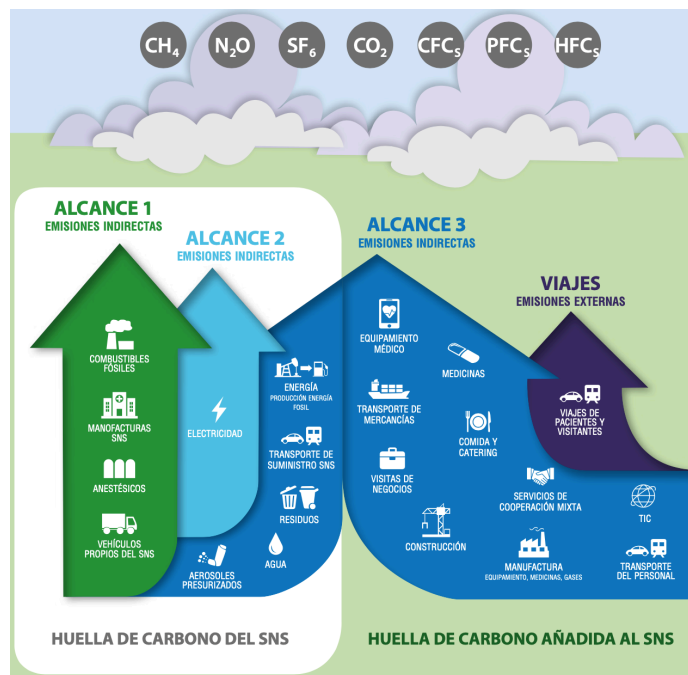 CH4
N2O
SF6
CO2
CFCS
PFCS
HFCS
ALCANCE 1
EMISIONES INDIRECTAS
COMBUSTIBLES
FÓSILES
MANOFACTURAS
SNS
ANESTÉSICOS
VEHÍCULOS
PROPIOS DEL SNS
ALCANCE 2
EMISIONES INDIRECTAS
ELECTRICIDAD
ALCANCE 3
EMISIONES INDIRECTAS
ENERGÍA
PRODUCCIÓN ENERGÍA
FOSIL
TRANSPORTE DE
SUMINISTRO SNS
RESIDUOS
AGUA
AEROSOLES
PRESURIZADOS
EQUIPAMIENTO
MÉDICO
MEDICINAS
TRANSPORTE DE
MERCANCÍAS
COMIDA Y
CATERING
VISITAS DE
NEGOCIOS
SERVICIOS DE
COOPERACIÓN MIXTA
TIC
CONSTRUCCIÓN
MANUFACTURA
EQUIPAMIENTO, MEDICINAS, GASES
TRANSPORTE
DEL PERSONAL
VIAJES
EMISIONES EXTERNAS
VIAJES DE
PACIENTES Y
VISITANTES
HUELLA DE CARBONO DEL SNS
HUELLA DE CARBONO AÑADIDA AL SNS